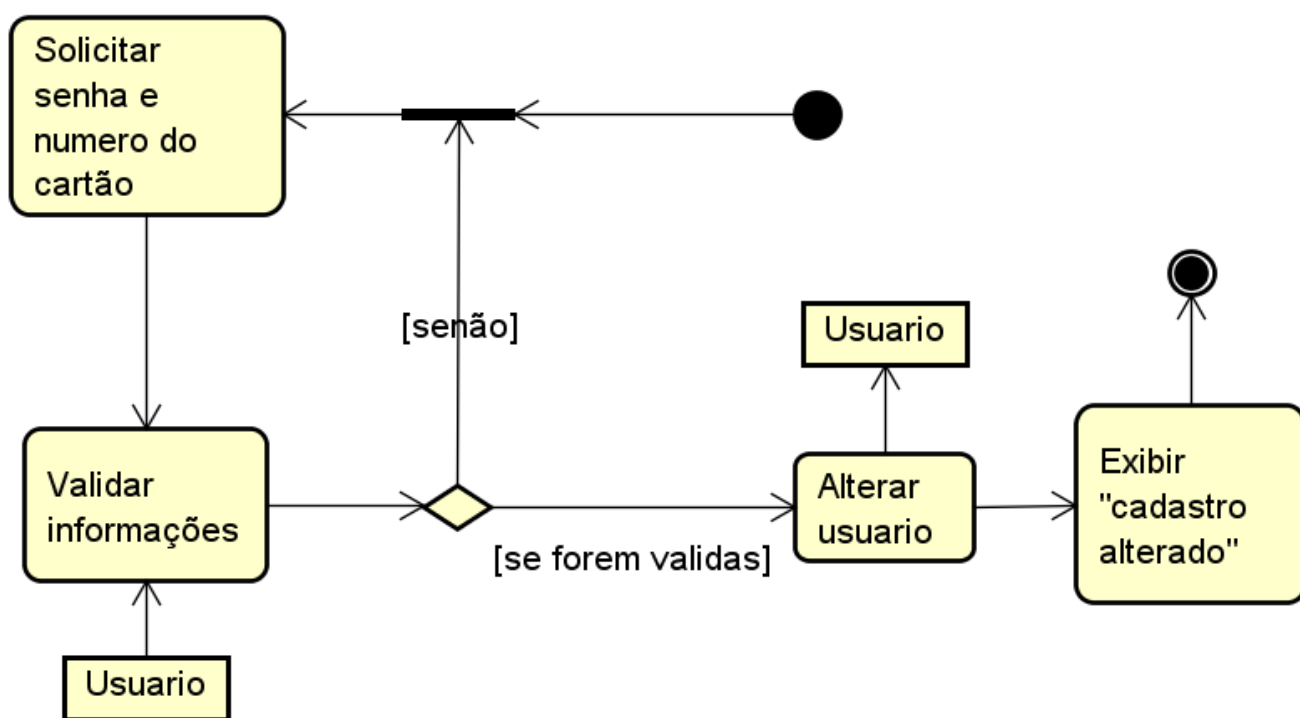 Solicitar
senha e
numero do
cartão
[senão]
Usuario
Validar
informações
[se forem validas]
Alterar
usuario
Exibir
"cadastro
alterado"
Usuario